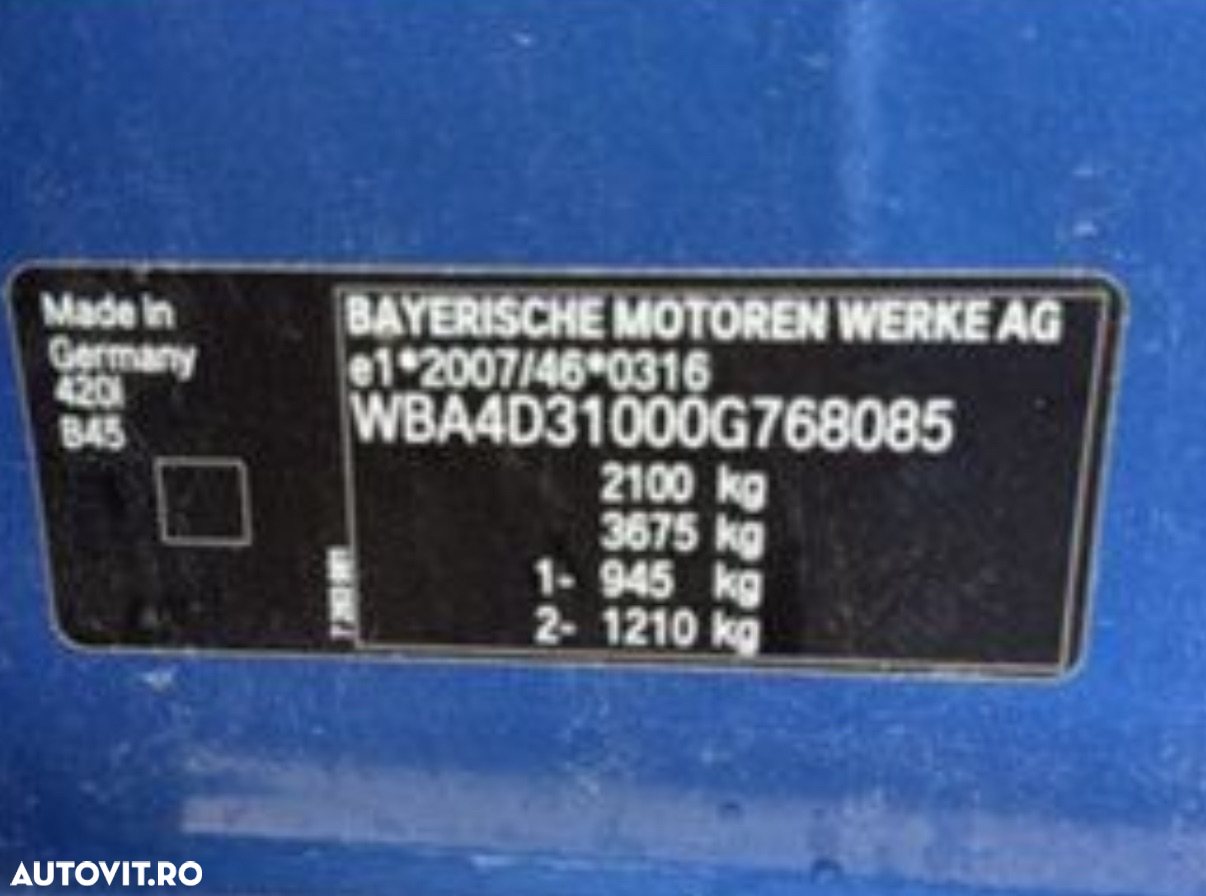 Made in
Germany
420i
B45
BAYERISCHE MOTOREN WERKE AG
e1*2007/46*0316
WBA4D31000G768085
2100 kg
3675 kg
1- 945 kg
2- 1210 kg
AUTOVIT.RO